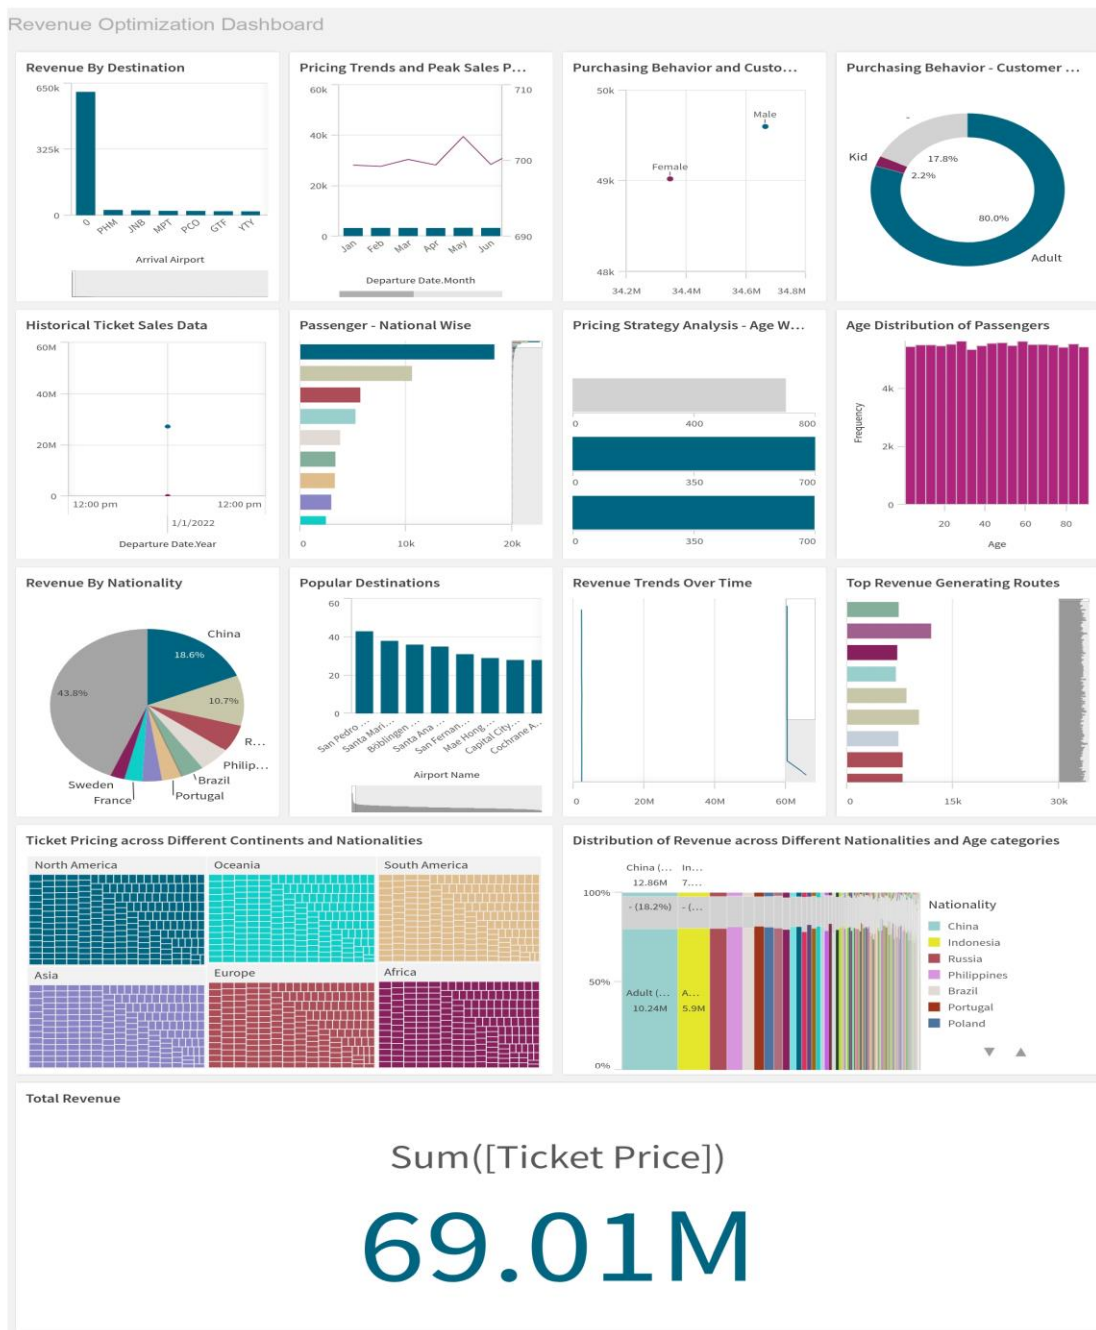 Revenue Optimization Dashboard
Revenue By Destination
650k
325k
0
0
PHM
JNB
MPT
PCO
GTF
YTY
Arrival Airport
Pricing Trends and Peak Sales P...
60k
40k
20k
0
710
700
690
Jan
Feb
Mar
Apr
May
Jun
Departure Date.Month
Purchasing Behavior and Custo...
50k
49k
48k
Male
Female
34.2M
34.4M
34.6M
34.8M
Purchasing Behavior - Customer ...
-
Kid
17.8%
2.2%
80.0%
Adult
Historical Ticket Sales Data
60M
40M
20M
0
12:00 pm
12:00 pm
1/1/2022
Departure Date.Year
Passenger - National Wise
0
10k
20k
Pricing Strategy Analysis - Age W...
0
400
800
0
350
700
0
350
700
Age Distribution of Passengers
Frequency
4k
2k
0
20
40
60
80
Age
Revenue By Nationality
China
18.6%
43.8%
10.7%
R...
Philip...
Brazil
Portugal
France
Sweden
Popular Destinations
60
40
20
0
San Pedro ...
Santa Mari...
Böblingen ...
Santa Ana ...
San Fernan...
Mae Hong ...
Capital City...
Cochrane A...
Airport Name
Revenue Trends Over Time
0
20M
40M
60M
Top Revenue Generating Routes
0
15k
30k
Ticket Pricing across Different Continents and Nationalities
North America
Oceania
South America
Asia
Europe
Africa
Distribution of Revenue across Different Nationalities and Age categories
China (... In...
12.86M 7....
100%
- (18.2%) - (...
50%
Adult (... A...
10.24M 5.9M
0%
Nationality
China
Indonesia
Russia
Philippines
Brazil
Portugal
Poland
Total Revenue
Sum([Ticket Price])
69.01M